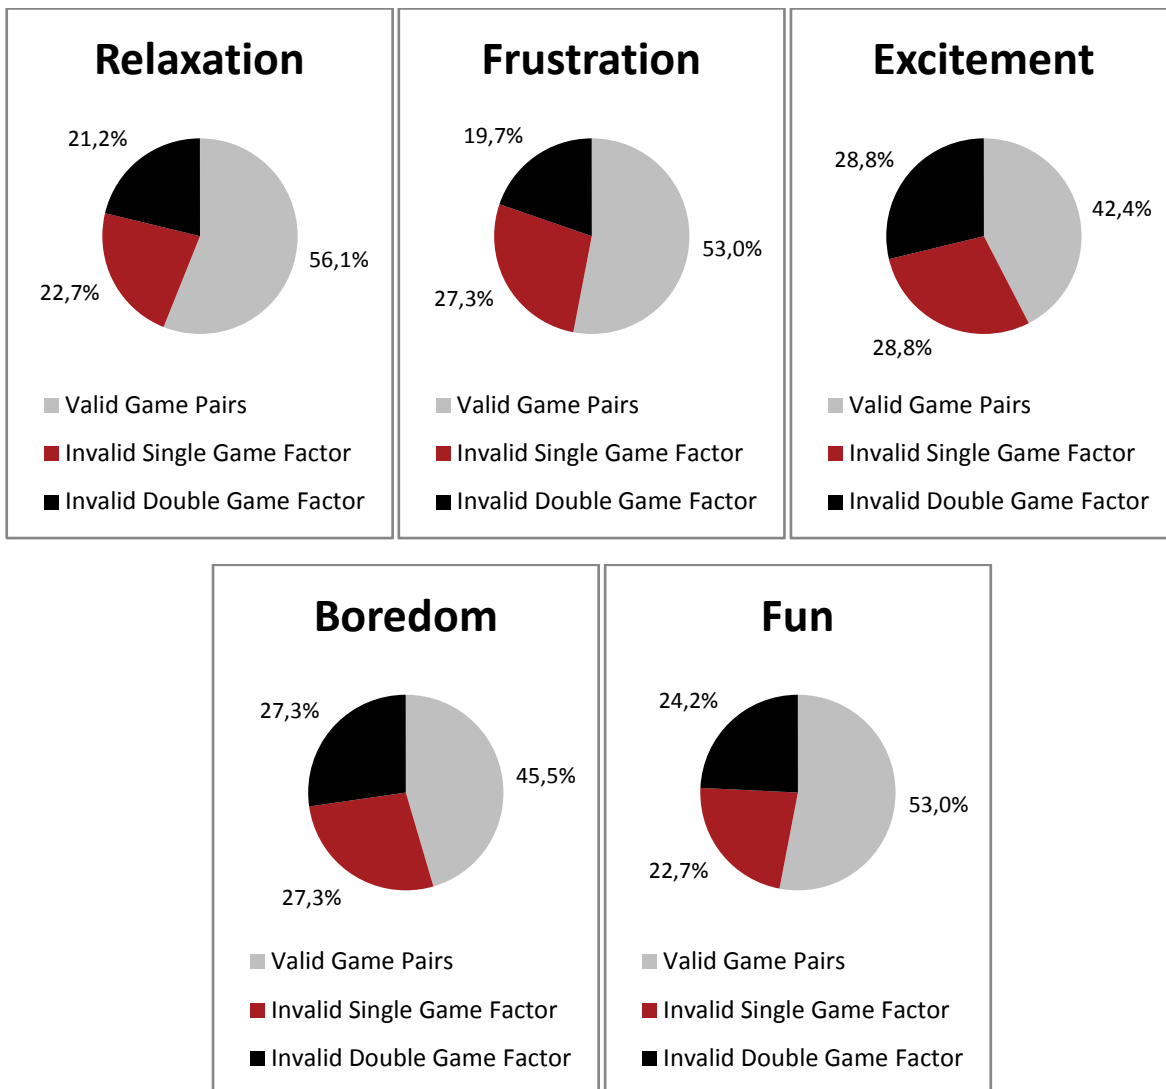 Relaxation
21,2%
56,1%
22,7%
Valid Game Pairs
Invalid Single Game Factor
Invalid Double Game Factor
Frustration
19,7%
53,0%
27,3%
Valid Game Pairs
Invalid Single Game Factor
Invalid Double Game Factor
Excitement
28,8%
42,4%
28,8%
Valid Game Pairs
Invalid Single Game Factor
Invalid Double Game Factor
Boredom
27,3%
45,5%
27,3%
Valid Game Pairs
Invalid Single Game Factor
Invalid Double Game Factor
Fun
24,2%
53,0%
22,7%
Valid Game Pairs
Invalid Single Game Factor
Invalid Double Game Factor